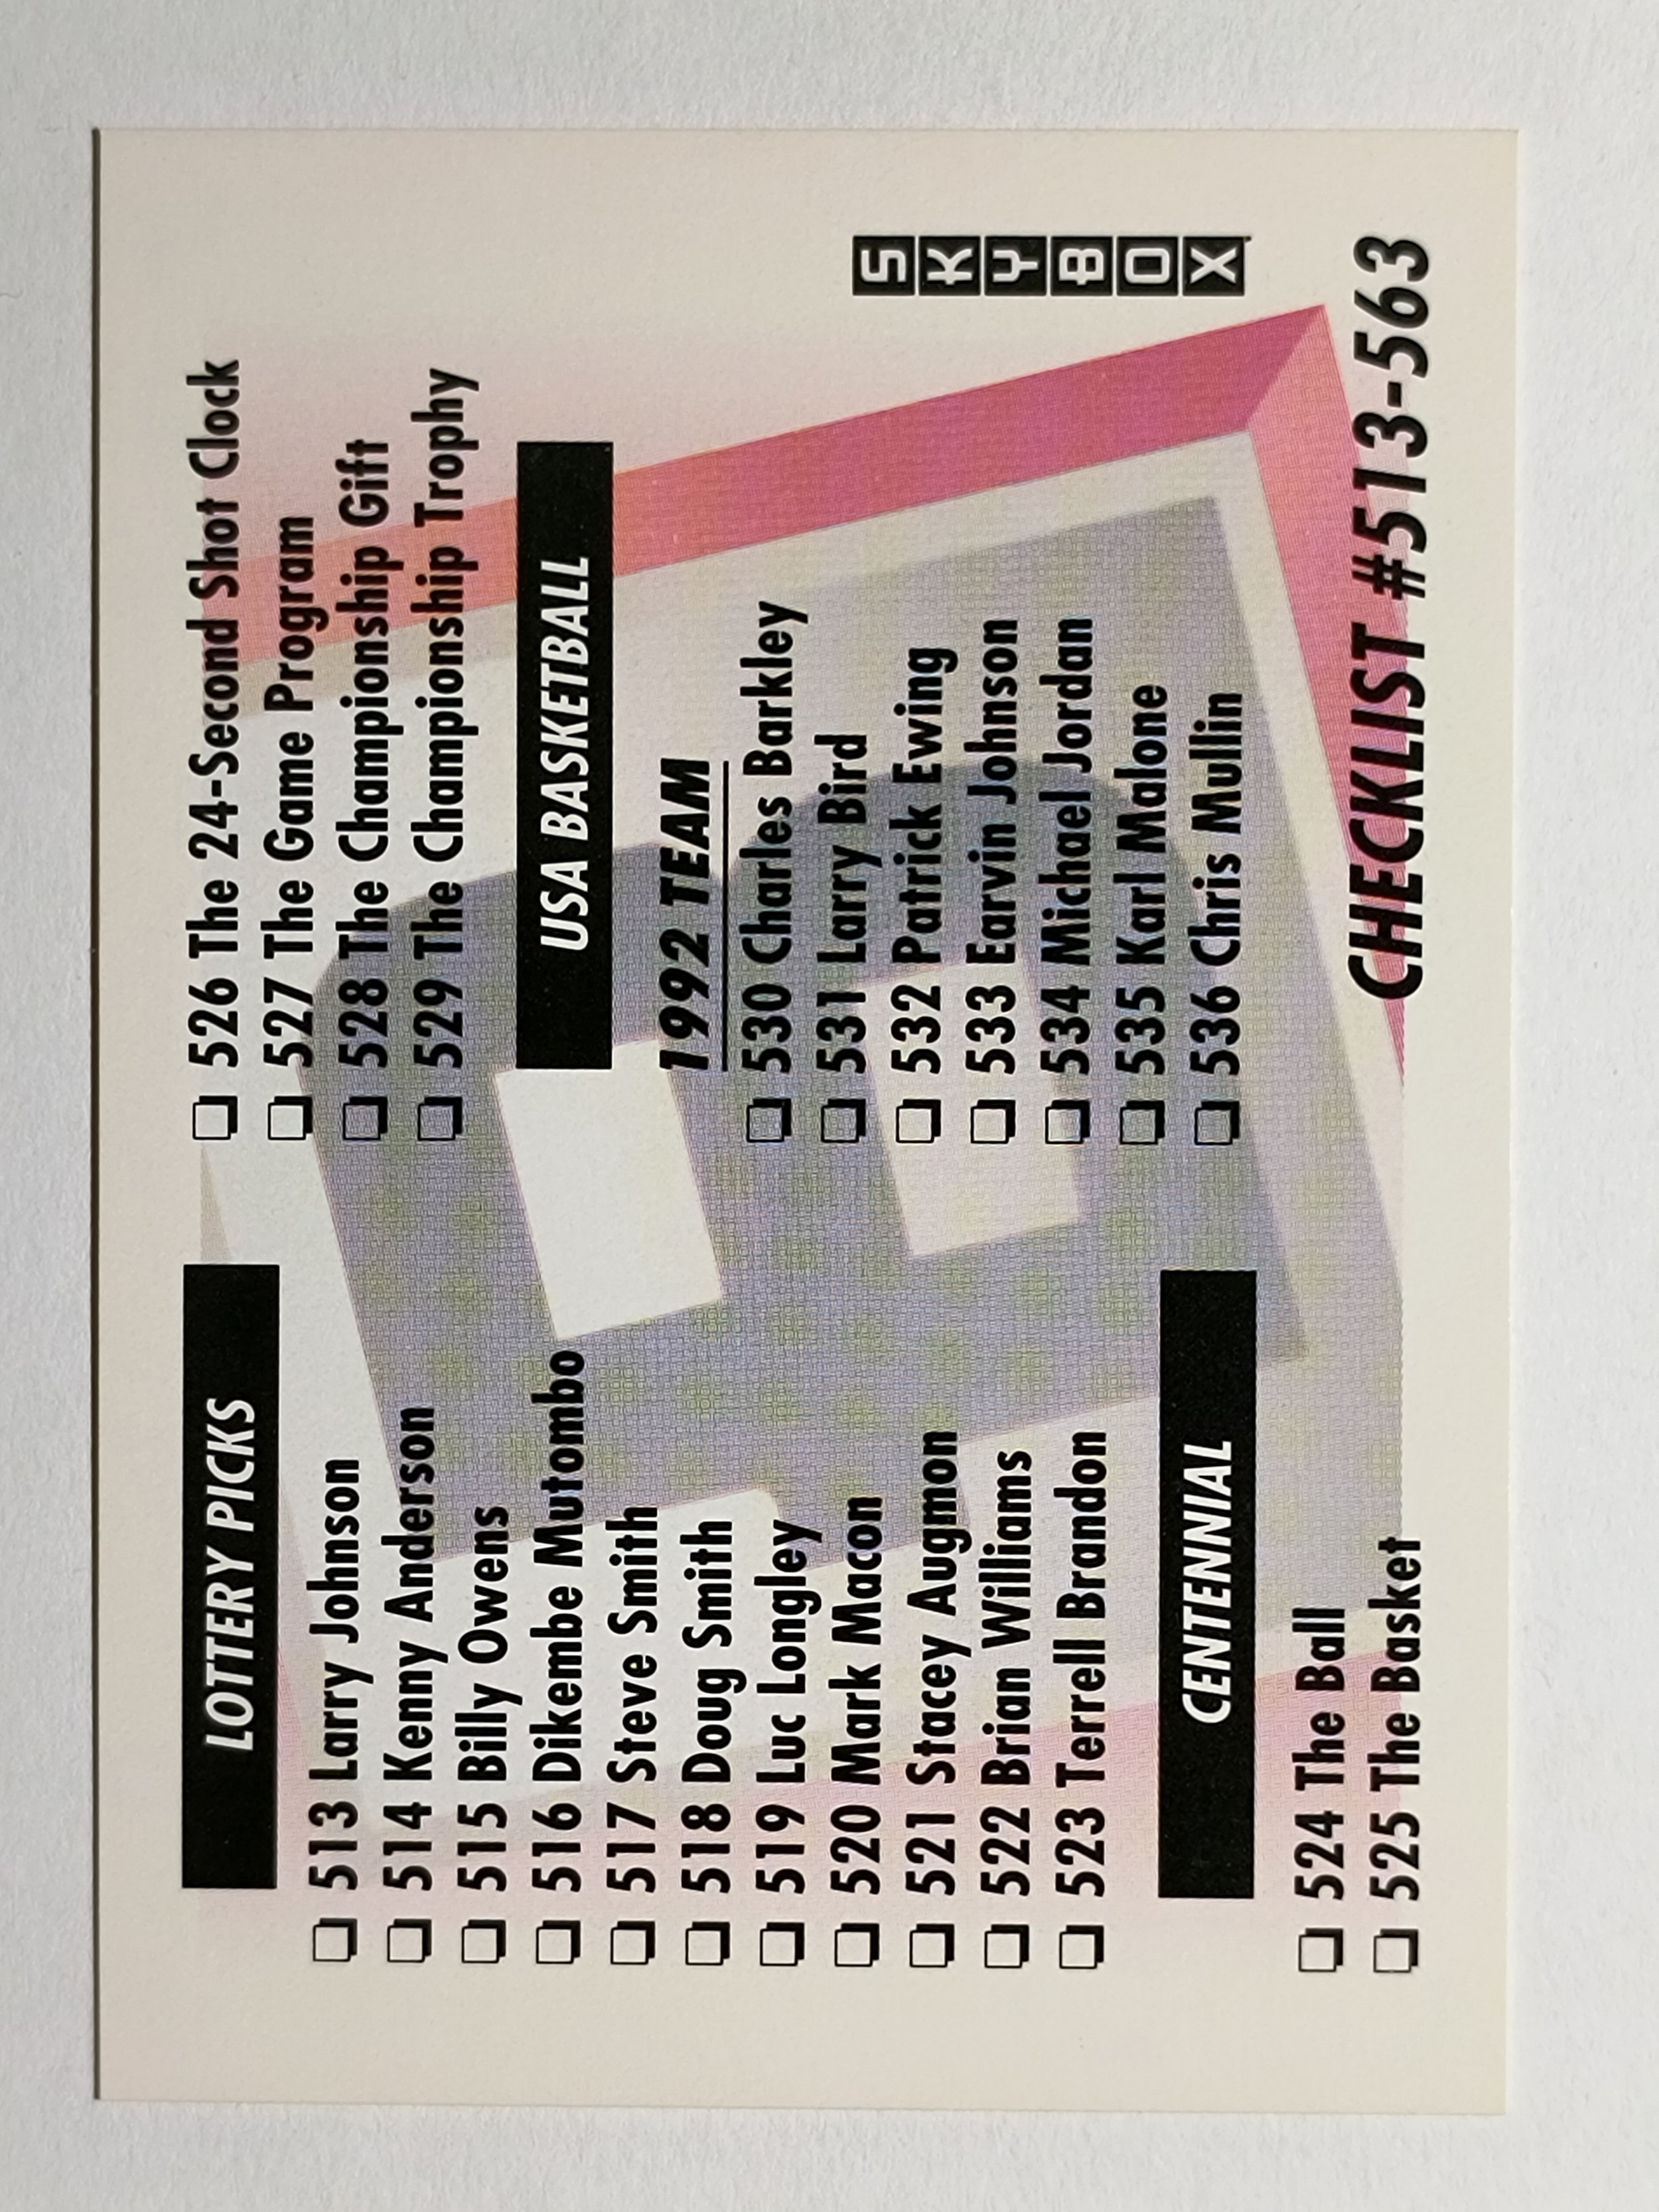 LOTTERY PICKS
513 Larry Johnson
514 Kenny Anderson
515 Billy Owens
516 Dikembe Mutombo
517 Steve Smith
518 Doug Smith
519 Luc Longley
520 Mark Macon
521 Stacey Augmon
522 Brian Williams
523 Terrell Brandon
CENTENNIAL
524 The Ball
525 The Basket
526 The 24-Second Shot Clock
527 The Game Program
528 The Championship Gift
529 The Championship Trophy
USA BASKETBALL
1992 TEAM
530 Charles Barkley
531 Larry Bird
532 Patrick Ewing
533 Earvin Johnson
534 Michael Jordan
535 Karl Malone
536 Chris Mullin
SKYBOX
CHECKLIST #513-563